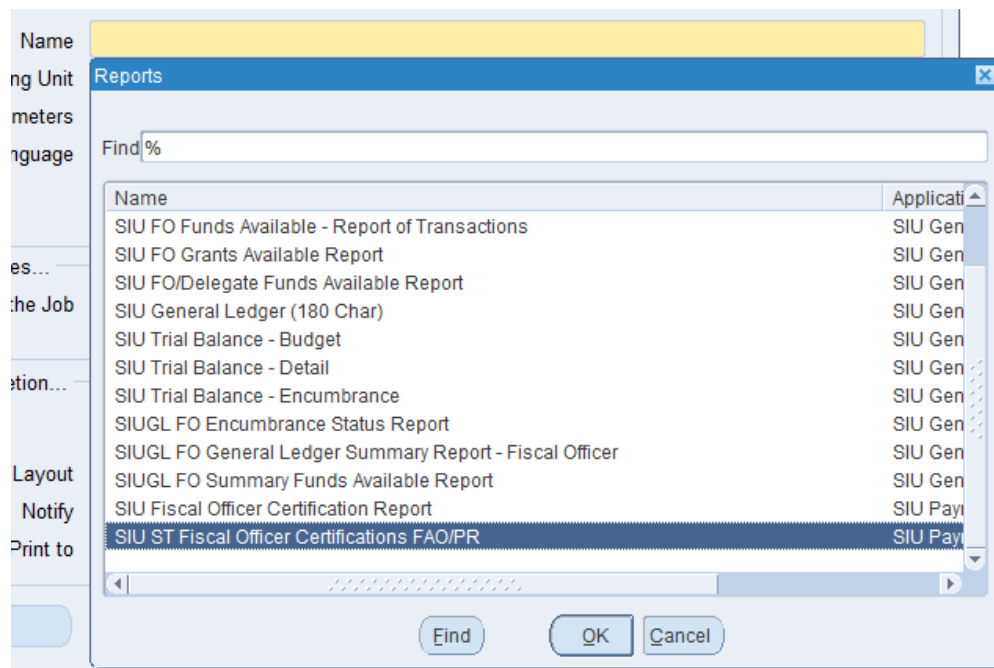 Name
ng Unit
meters
nguage
es...
the Job
etion...
Layout
Notify
Print to
Reports
Find %
Name Applicati
SIU FO Funds Available - Report of Transactions SIU Gen
SIU FO Grants Available Report SIU Gen
SIU FO/Delegate Funds Available Report SIU Gen
SIU General Ledger (180 Char) SIU Gen
SIU Trial Balance - Budget SIU Gen
SIU Trial Balance - Detail SIU Gen
SIU Trial Balance - Encumbrance SIU Gen
SIUGL FO Encumbrance Status Report SIU Gen
SIUGL FO General Ledger Summary Report - Fiscal Officer SIU Gen
SIUGL FO Summary Funds Available Report SIU Gen
SIU Fiscal Officer Certification Report SIU Payr
SIU ST Fiscal Officer Certifications FAO/PR SIU Payr
Find OK Cancel